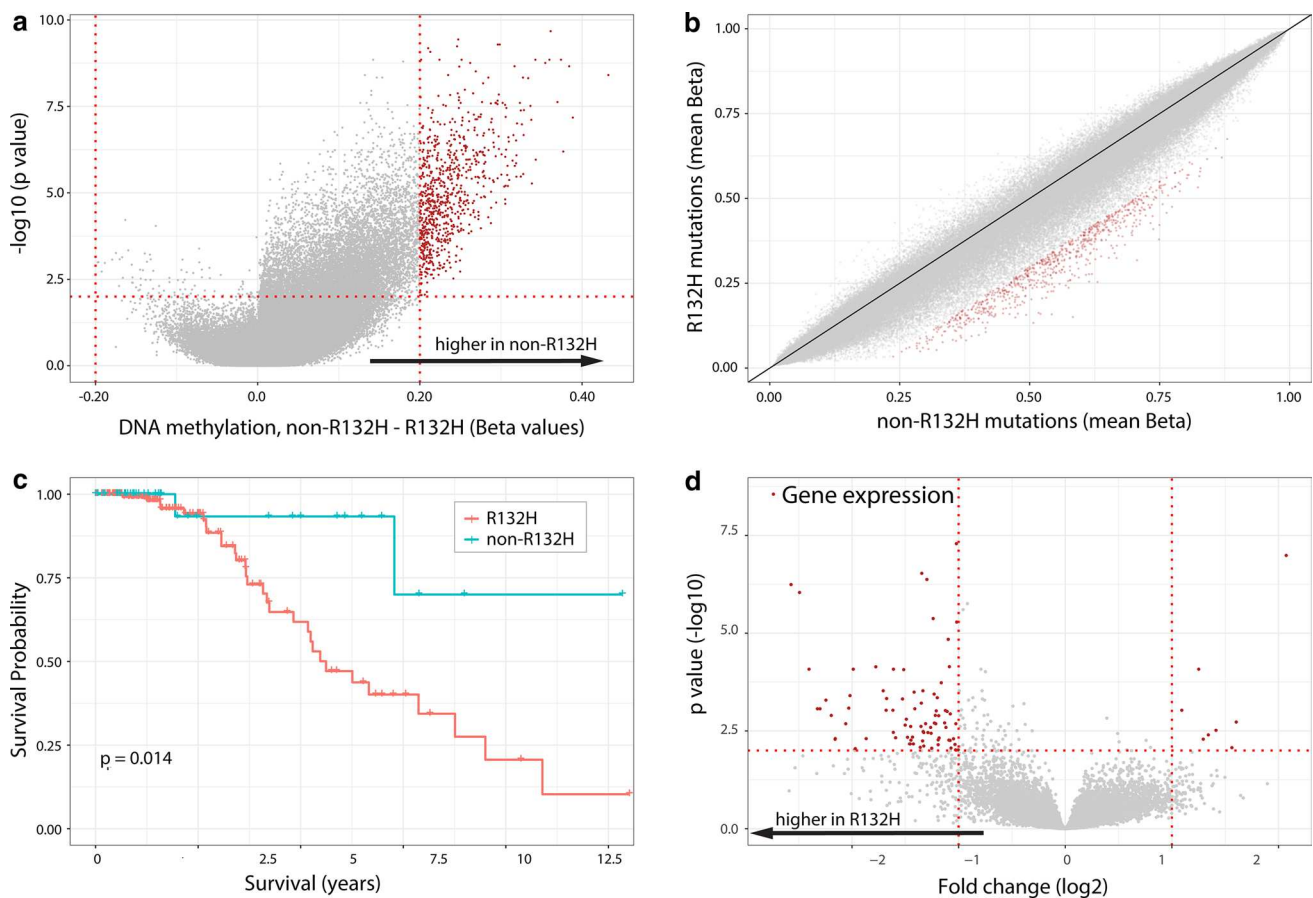 a
10.0
7.5
5.0
2.5
0.0
-log10 (p value)
higher in non-R132H
-0.20
0.0
0.20
0.40
DNA methylation, non-R132H - R132H (Beta values)
b
1.00
0.75
0.50
0.25
0.00
R132H mutations (mean Beta)
0.00
0.25
0.50
0.75
1.00
non-R132H mutations (mean Beta)
c
1.00
0.75
0.50
0.25
0.00
Survival Probability
R132H
non-R132H
p = 0.014
0
2.5
5
7.5
10
12.5
Survival (years)
d
Gene expression
7.5
5.0
2.5
0.0
p value (-log10)
higher in R132H
-2
-1
0
1
2
Fold change (log2)